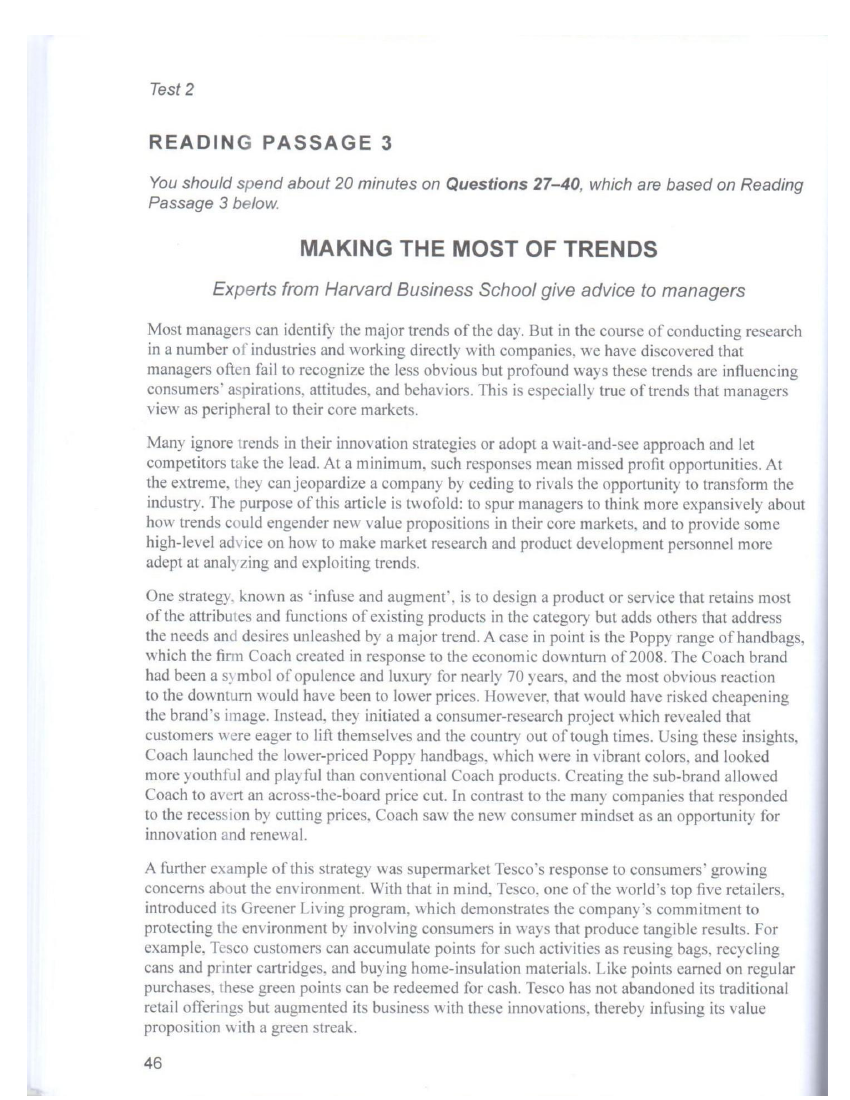 Test 2
READING PASSAGE 3
You should spend about 20 minutes on Questions 27–40, which are based on Reading
Passage 3 below.
MAKING THE MOST OF TRENDS
Experts from Harvard Business School give advice to managers
Most managers can identify the major trends of the day. But in the course of conducting research
in a number of industries and working directly with companies, we have discovered that
managers often fail to recognize the less obvious but profound ways these trends are influencing
consumers' aspirations, attitudes, and behaviors. This is especially true of trends that managers
view as peripheral to their core markets.
Many ignore trends in their innovation strategies or adopt a wait-and-see approach and let
competitors take the lead. At a minimum, such responses mean missed profit opportunities. At
the extreme, they can jeopardize a company by ceding to rivals the opportunity to transform the
industry. The purpose of this article is twofold: to spur managers to think more expansively about
how trends could engender new value propositions in their core markets, and to provide some
high-level advice on how to make market research and product development personnel more
adept at analyzing and exploiting trends.
One strategy, known as 'infuse and augment', is to design a product or service that retains most
of the attributes and functions of existing products in the category but adds others that address
the needs and desires unleashed by a major trend. A case in point is the Poppy range of handbags,
which the firm Coach created in response to the economic downturn of 2008. The Coach brand
had been a symbol of opulence and luxury for nearly 70 years, and the most obvious reaction
to the downturn would have been to lower prices. However, that would have risked cheapening
the brand's image. Instead, they initiated a consumer-research project which revealed that
customers were eager to lift themselves and the country out of tough times. Using these insights,
Coach launched the lower-priced Poppy handbags, which were in vibrant colors, and looked
more youthful and playful than conventional Coach products. Creating the sub-brand allowed
Coach to avert an across-the-board price cut. In contrast to the many companies that responded
to the recession by cutting prices, Coach saw the new consumer mindset as an opportunity for
innovation and renewal.
A further example of this strategy was supermarket Tesco's response to consumers' growing
concerns about the environment. With that in mind, Tesco, one of the world's top five retailers,
introduced its Greener Living program, which demonstrates the company's commitment to
protecting the environment by involving consumers in ways that produce tangible results. For
example, Tesco customers can accumulate points for such activities as reusing bags, recycling
cans and printer cartridges, and buying home-insulation materials. Like points earned on regular
purchases, these green points can be redeemed for cash. Tesco has not abandoned its traditional
retail offerings but augmented its business with these innovations, thereby infusing its value
proposition with a green streak.
46